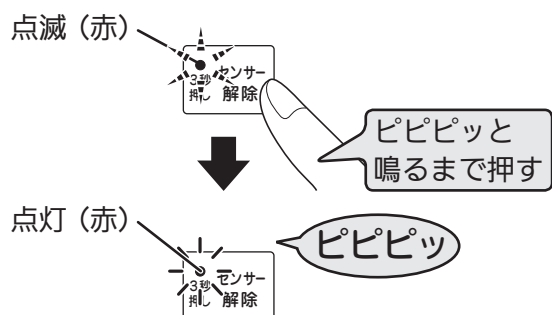 点滅（赤）
3秒
押し
センサー
解除
ピピピッと
鳴るまで押す
点灯（赤）
ピピピッ
3秒
押し
センサー
解除